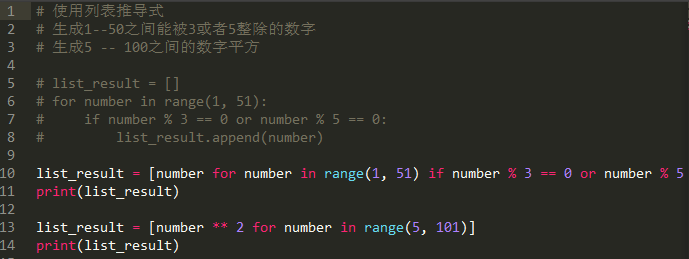 1 # 使用列表推导式
2 # 生成1--50之间能被3或者5整除的数字
3 # 生成5 -- 100之间的数字平方
4
5 # list_result = []
6 # for number in range(1, 51):
7 #     if number % 3 == 0 or number % 5 == 0:
8 #         list_result.append(number)
9
10 list_result = [number for number in range(1, 51) if number % 3 == 0 or number % 5
11 print(list_result)
12
13 list_result = [number ** 2 for number in range(5, 101)]
14 print(list_result)